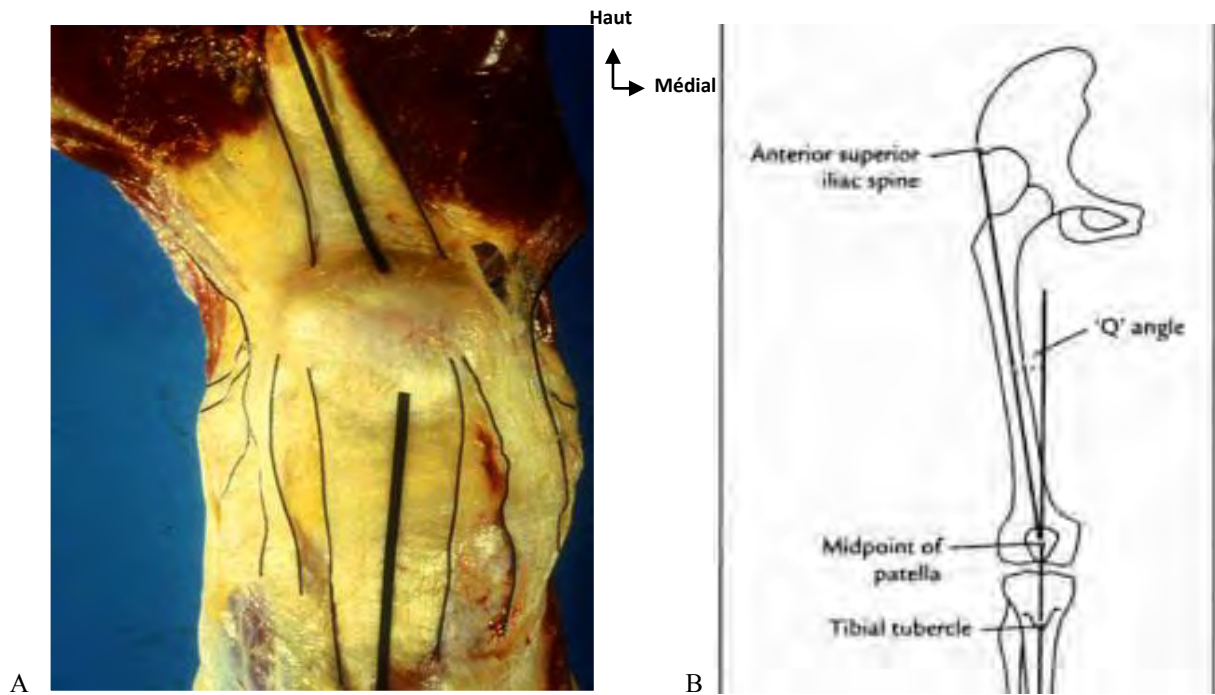 Haut
Médial
Anterior superior
iliac spine
'Q' angle
Midpoint of
patella
Tibial tubercle
A
B